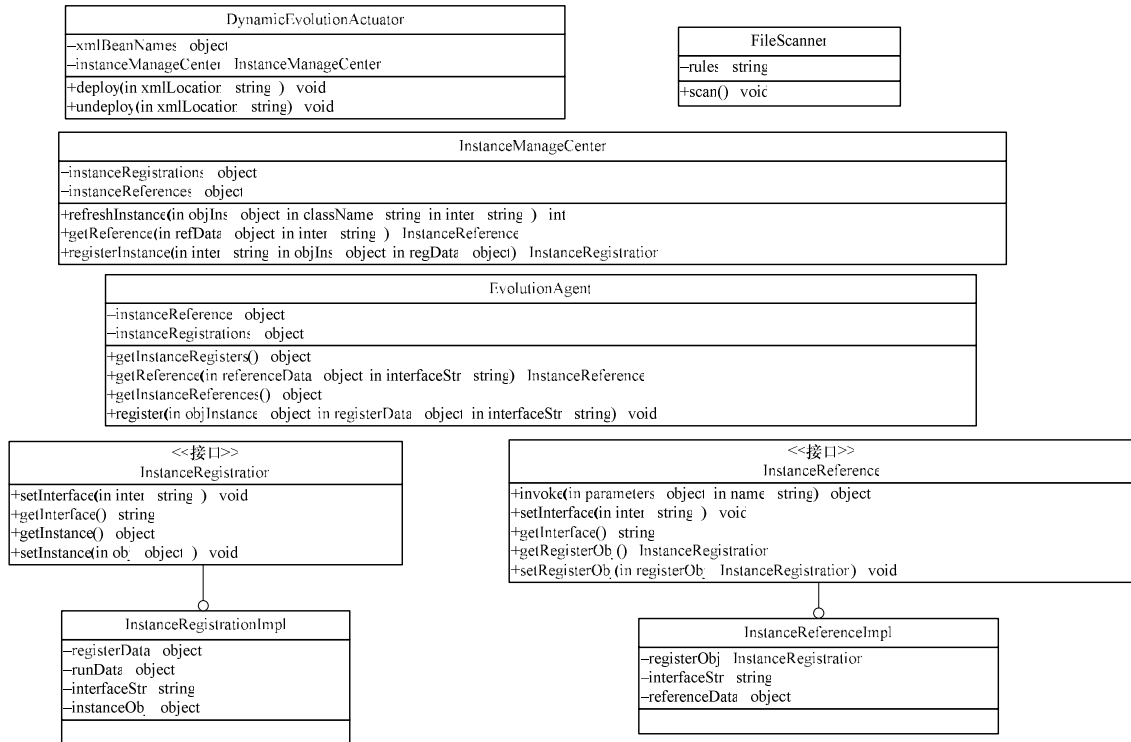 DynamicEvolutionActuator
–xmlBeanNames object
–instanceManageCenter InstanceManageCenter
+deploy(in xmlLocation string ) void
+undeploy(in xmlLocation string) void
FileScanner
–rules string
+scan() void
InstanceManageCenter
–instanceRegistrations object
–instanceReferences object
+refreshInstance(in objIns object in className string in inter string ) int
+getReference(in refData object in inter string ) InstanceReference
+registerInstance(in inter string in objIns object in regData object) InstanceRegistration
EvolutionAgent
–instanceReference object
–instanceRegistrations object
+getInstanceRegisters() object
+getReference(in referenceData object in interfaceStr string) InstanceReference
+getInstanceReferences() object
+register(in objInstance object in registerData object in interfaceStr string) void
<<接口>>
InstanceRegistration
+setInterface(in inter string ) void
+getInterface() string
+getInstance() object
+setInstance(in obj object ) void
<<接口>>
InstanceReference
+invoke(in parameters object in name string) object
+setInterface(in inter string ) void
+getInterface() string
+getRegisterObj() InstanceRegistration
+setRegisterObj(in registerObj InstanceRegistration) void
InstanceRegistrationImpl
–registerData object
–runData object
–interfaceStr string
–instanceObj object
InstanceReferenceImpl
–registerObj InstanceRegistration
–interfaceStr string
–referenceData object